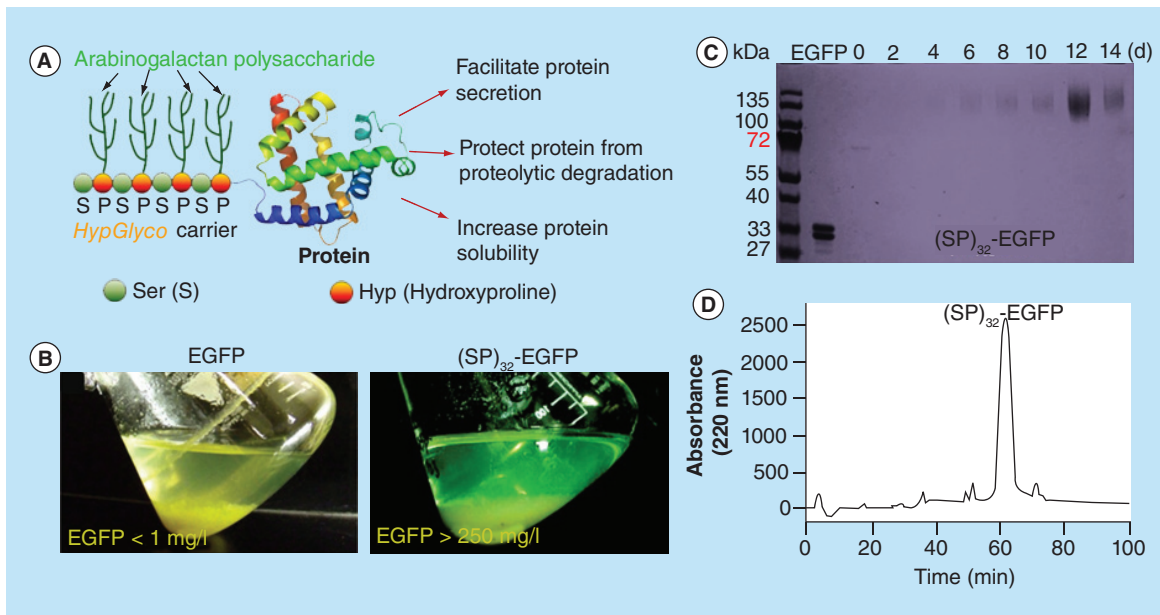 A
Arabinogalactan polysaccharide
S P S P S P S P
HypGlyco carrier
Protein
Facilitate protein
secretion
Protect protein from
proteolytic degradation
Increase protein
solubility
Ser (S)
Hyp (Hydroxyproline)
B
EGFP
(SP)32-EGFP
EGFP < 1 mg/l
EGFP > 250 mg/l
C
kDa EGFP 0 2 4 6 8 10 12 14 (d)
135
100
72
55
40
33
27
(SP)32-EGFP
D
(SP)32-EGFP
Absorbance
(220 nm)
2500
2000
1500
1000
500
0
0 20 40 60 80 100
Time (min)